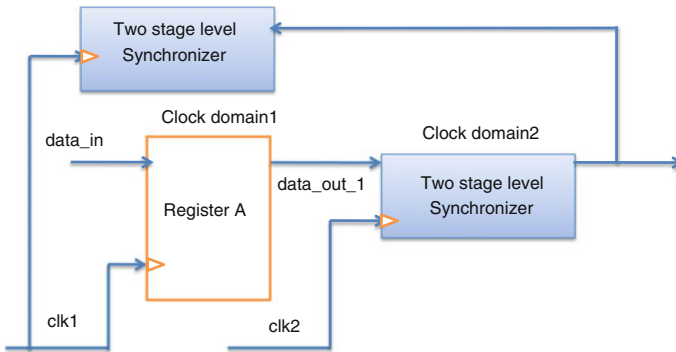 Two stage level
Synchronizer
Clock domain1
data_in
Clock domain2
data_out_1
Two stage level
Synchronizer
Register A
clk1
clk2